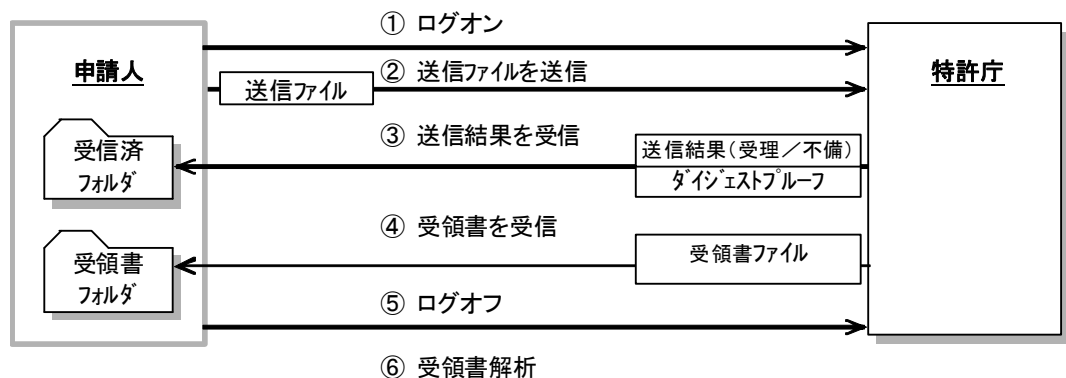 ① ログオン
申請人
特許庁
② 送信ファイルを送信
送信ファイル
③ 送信結果を受信
送信結果(受理/不備)
ダイジェストプルーフ
受信済
フォルダ
④ 受領書を受信
受領書ファイル
受領書
フォルダ
⑤ ログオフ
⑥ 受領書解析